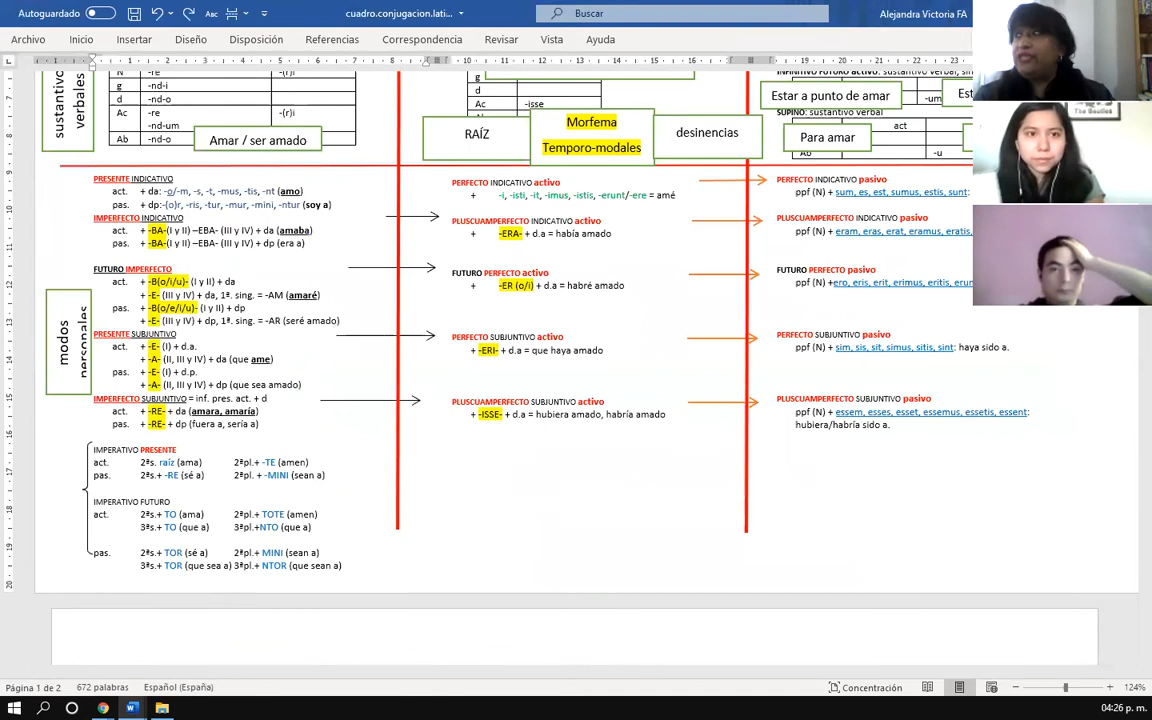 Autoguardado
cuadro.conjugacion.lati...
Buscar
Alejandra Victoria FA
Archivo Inicio Insertar Diseño Disposición Referencias Correspondencia Revisar Vista Ayuda
sustantivos verbales
N -re -(r)i
g -nd-i
d -nd-o
Ac -re -(r)i
-nd-um
Ab -nd-o
Amar / ser amado
g
d
Ac -isse
RAÍZ
Morfema
Temporo-modales
desinencias
INFINITIVO FUTURO activo: sustantivo verbal, sin
Estar a punto de amar
Est
-um
SUPINO: sustantivo verbal
act
Para amar
Ab -u
modos personales
PRESENTE INDICATIVO
act. + da: -o/-m, -s, -t, -mus, -tis, -nt (amo)
pas. + dp:-(o)r, -ris, -tur, -mur, -mini, -ntur (soy a)
IMPERFECTO INDICATIVO
act. + -BA-(I y II) –EBA- (III y IV) + da (amaba)
pas. + -BA-(I y II) –EBA- (III y IV) + dp (era a)
FUTURO IMPERFECTO
act. + -B(o/i/u)- (I y II) + da
+ -E- (III y IV) + da, 1ª. sing. = -AM (amaré)
pas. + -B(o/e/i/u)- (I y II) + dp
+ -E- (III y IV) + dp, 1ª. sing. = -AR (seré amado)
PRESENTE SUBJUNTIVO
act. + -E- (I) + d.a.
+ -A- (II, III y IV) + da (que ame)
pas. + -E- (I) + d.p.
+ -A- (II, III y IV) + dp (que sea amado)
IMPERFECTO SUBJUNTIVO = inf. pres. act. + d
act. + -RE- + da (amara, amaría)
pas. + -RE- + dp (fuera a, sería a)
IMPERATIVO PRESENTE
act. 2ªs. raíz (ama) 2ªpl.+ -TE (amen)
pas. 2ªs.+ -RE (sé a) 2ªpl. + -MINI (sean a)
IMPERATIVO FUTURO
act. 2ªs.+ TO (ama) 2ªpl.+ TOTE (amen)
3ªs.+ TO (que a) 3ªpl.+NTO (que a)
pas. 2ªs.+ TOR (sé a) 2ªpl.+ MINI (sean a)
3ªs.+ TOR (que sea a) 3ªpl.+ NTOR (que sean a)
PERFECTO INDICATIVO activo
+ -i, -isti, -it, -imus, -istis, -erunt/-ere = amé
PLUSCUAMPERFECTO INDICATIVO activo
+ -ERA- + d.a = había amado
FUTURO PERFECTO activo
+ -ER (o/i) + d.a = habré amado
PERFECTO SUBJUNTIVO activo
+ -ERI- + d.a = que haya amado
PLUSCUAMPERFECTO SUBJUNTIVO activo
+ -ISSE- + d.a = hubiera amado, habría amado
PERFECTO INDICATIVO pasivo
ppf (N) + sum, es, est, sumus, estis, sunt:
PLUSCUAMPERFECTO INDICATIVO pasivo
ppf (N) + eram, eras, erat, eramus, eratis,
FUTURO PERFECTO pasivo
ppf (N) +ero, eris, erit, erimus, eritis, erun
PERFECTO SUBJUNTIVO pasivo
ppf (N) + sim, sis, sit, simus, sitis, sint: haya sido a.
PLUSCUAMPERFECTO SUBJUNTIVO pasivo
ppf (N) + essem, esses, esset, essemus, essetis, essent:
hubiera/habría sido a.
Página 1 de 2 672 palabras Español (España)
Concentración
124%
04:26 p. m.